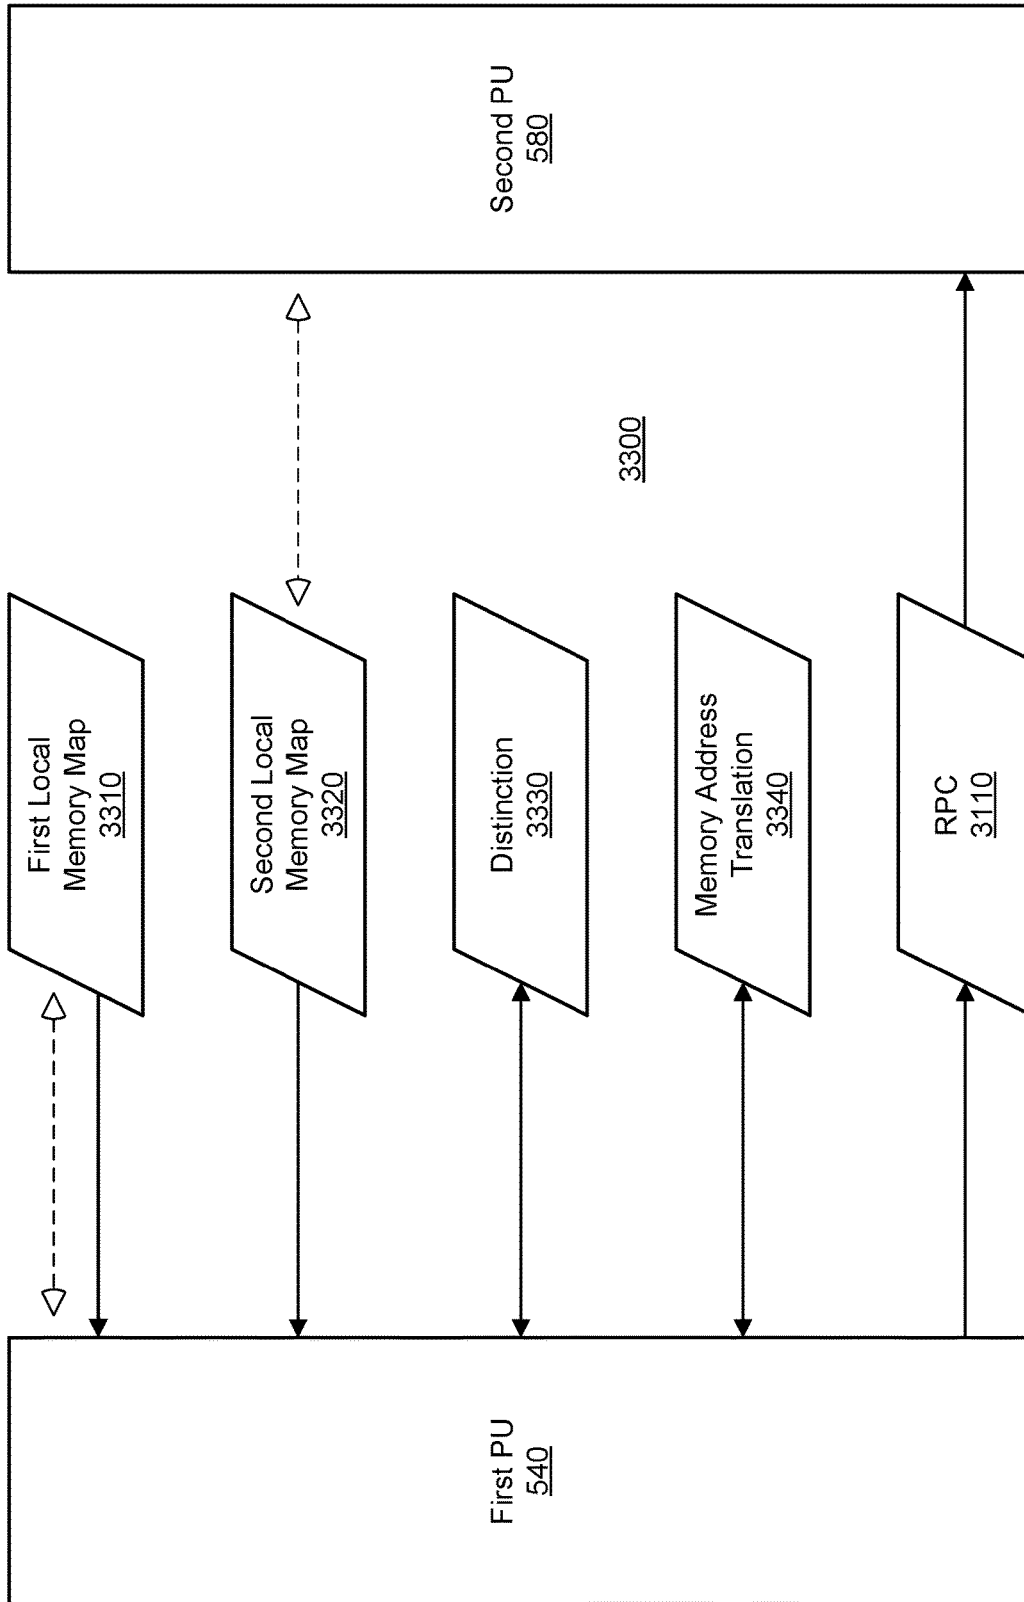 First PU
540
First Local
Memory Map
3310
Second Local
Memory Map
3320
Distinction
3330
Memory Address
Translation
3340
RPC
3110
3300
Second PU
580